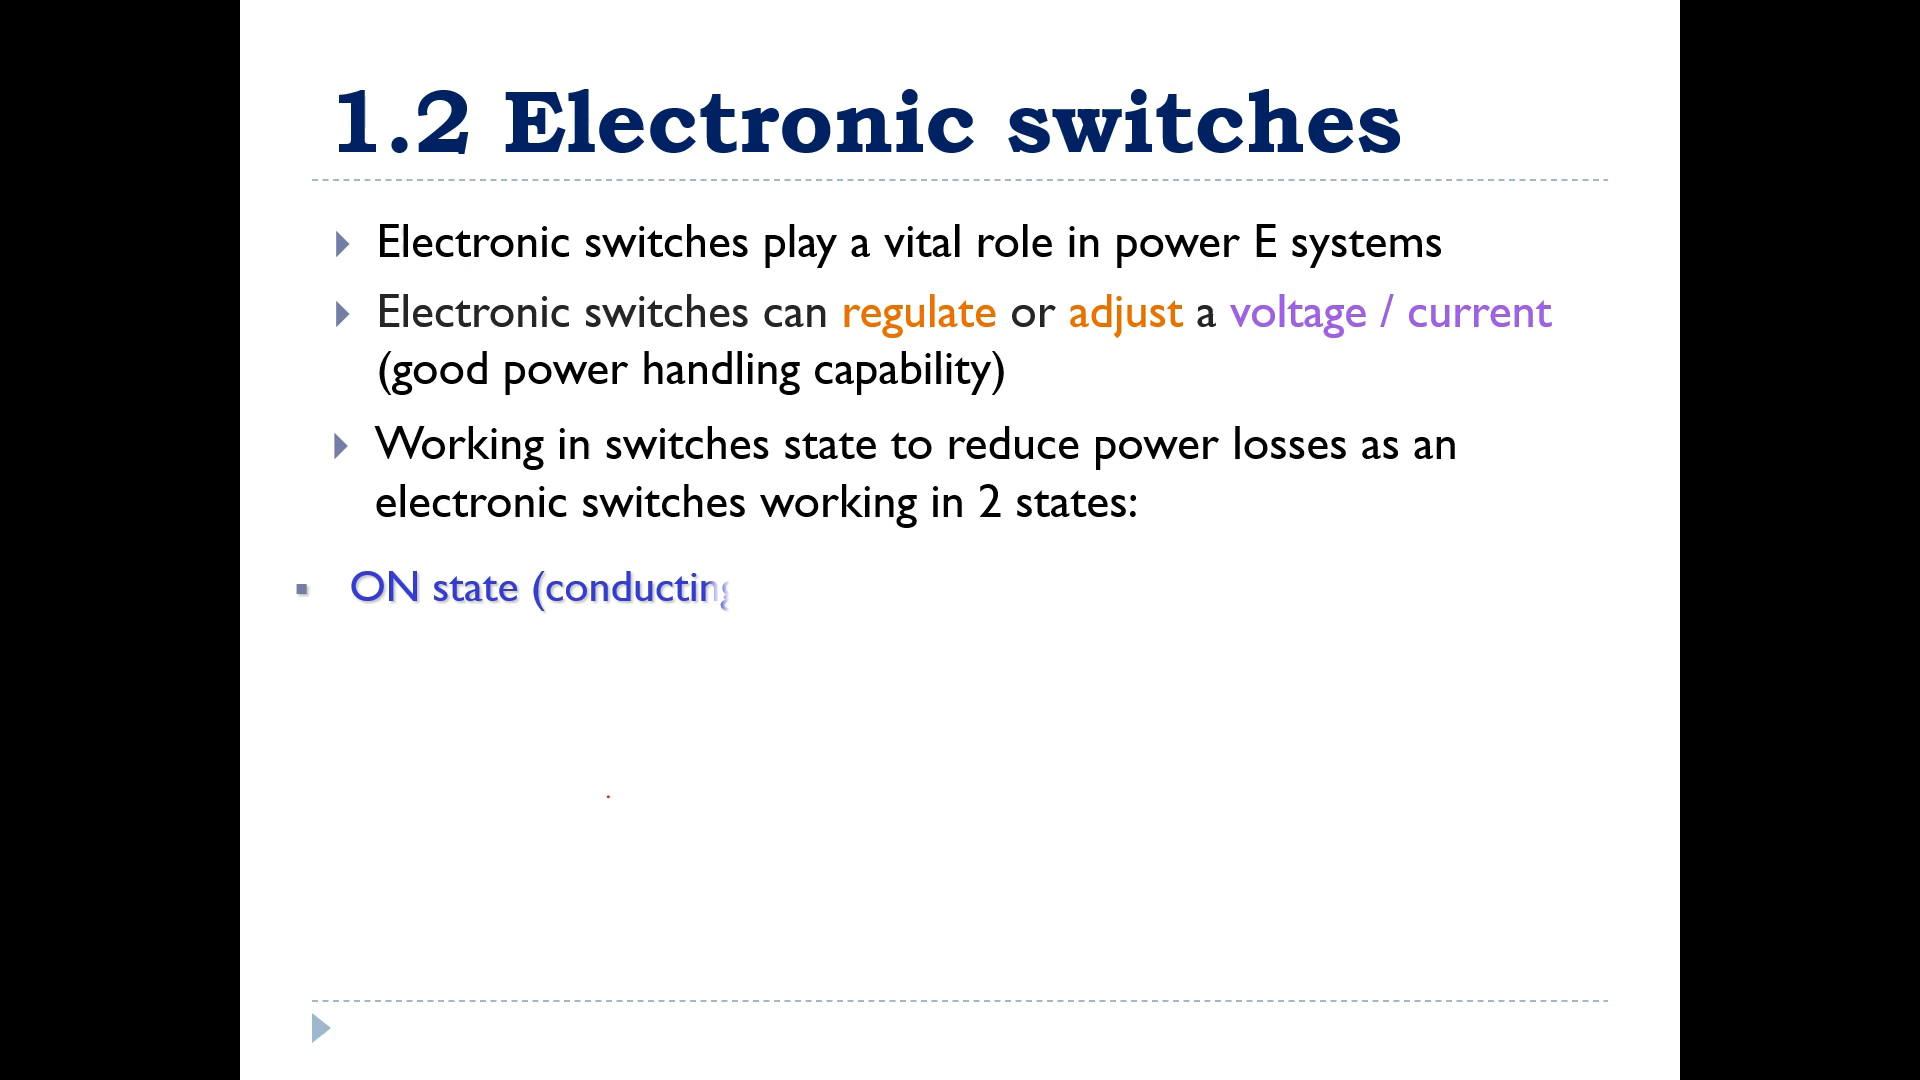 1.2 Electronic switches
Electronic switches play a vital role in power E systems
Electronic switches can regulate or adjust a voltage / current
(good power handling capability)
Working in switches state to reduce power losses as an
electronic switches working in 2 states:
ON state (conducting